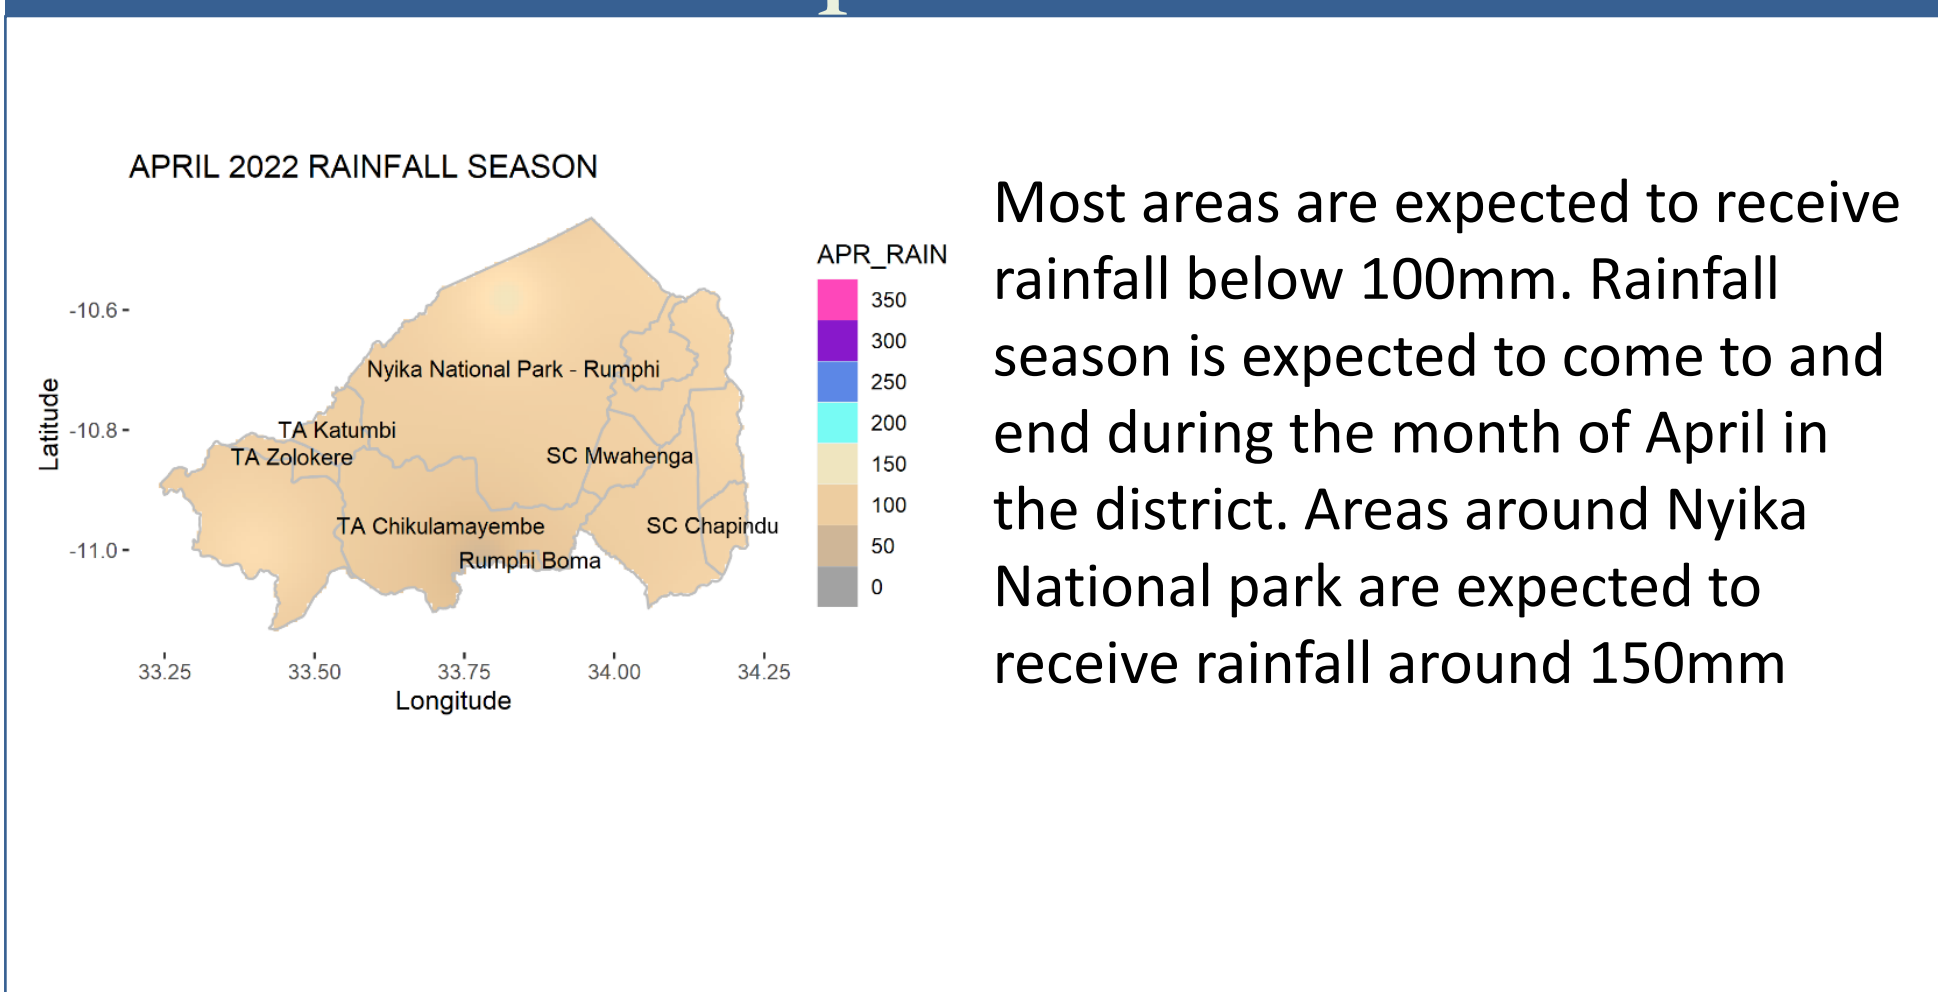 APRIL 2022 RAINFALL SEASON
APR_RAIN
350
300
250
200
150
100
50
0
Latitude
-10.6
-10.8
-11.0
Nyika National Park - Rumphi
TA Katumbi
TA Zolokere
SC Mwahenga
TA Chikulamayembe
SC Chapindu
Rumphi Boma
33.25 33.50 33.75 34.00 34.25
Longitude
Most areas are expected to receive
rainfall below 100mm. Rainfall
season is expected to come to and
end during the month of April in
the district. Areas around Nyika
National park are expected to
receive rainfall around 150mm